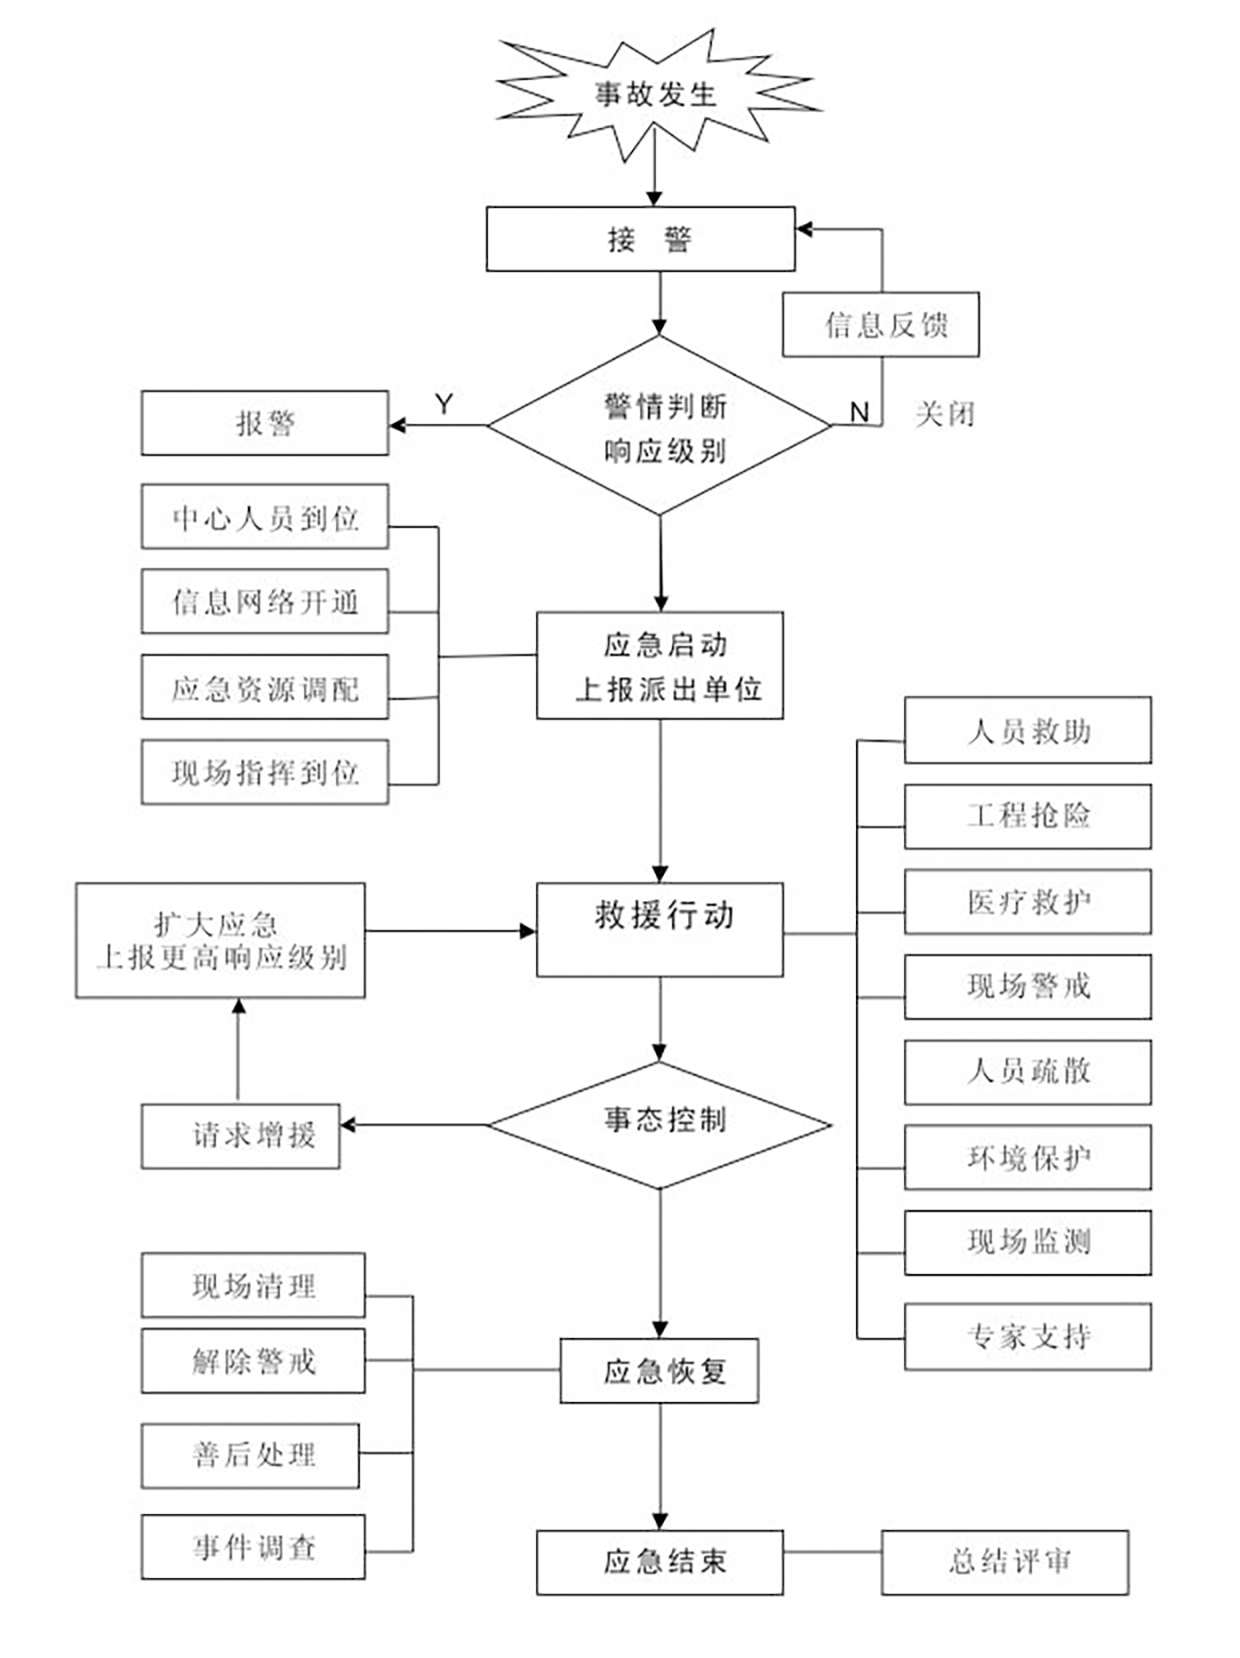 事故发生
接 警
信息反馈
警情判断
响应级别
Y
N
关闭
报警
中心人员到位
信息网络开通
应急资源调配
现场指挥到位
应急启动
上报派出单位
人员救助
工程抢险
医疗救护
现场警戒
人员疏散
环境保护
现场监测
专家支持
救援行动
扩大应急
上报更高响应级别
请求增援
事态控制
现场清理
解除警戒
善后处理
事件调查
应急恢复
应急结束
总结评审